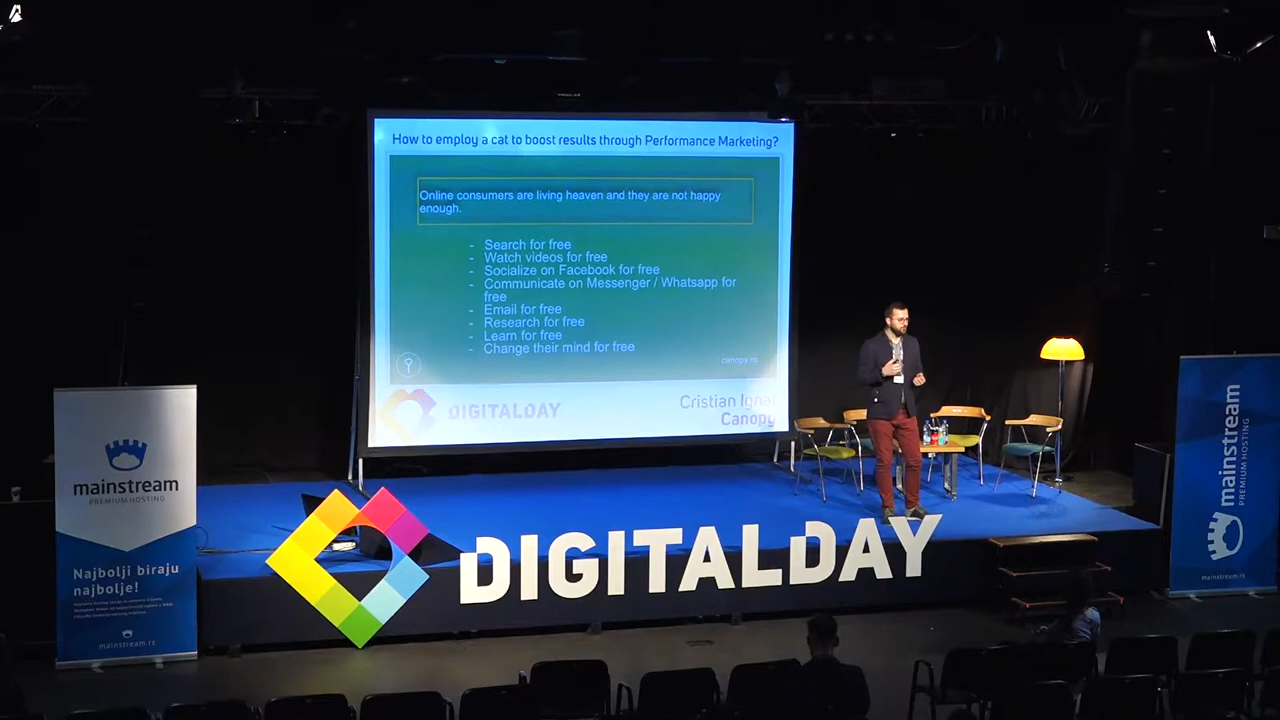 How to employ a cat to boost results through Performance Marketing?
Online consumers are living heaven and they are not happy
enough.
- Search for free
- Watch videos for free
- Socialize on Facebook for free
- Communicate on Messenger / Whatsapp for
free
- Email for free
- Research for free
- Learn for free
- Change their mind for free
canopy.rs
DIGITALDAY
Cristian Ignat
Canopy
mainstream
PREMIUM HOSTING
Najbolji biraju
najbolje!
mainstream.rs
DIGITALDAY
mainstream
PREMIUM HOSTING
mainstream.rs